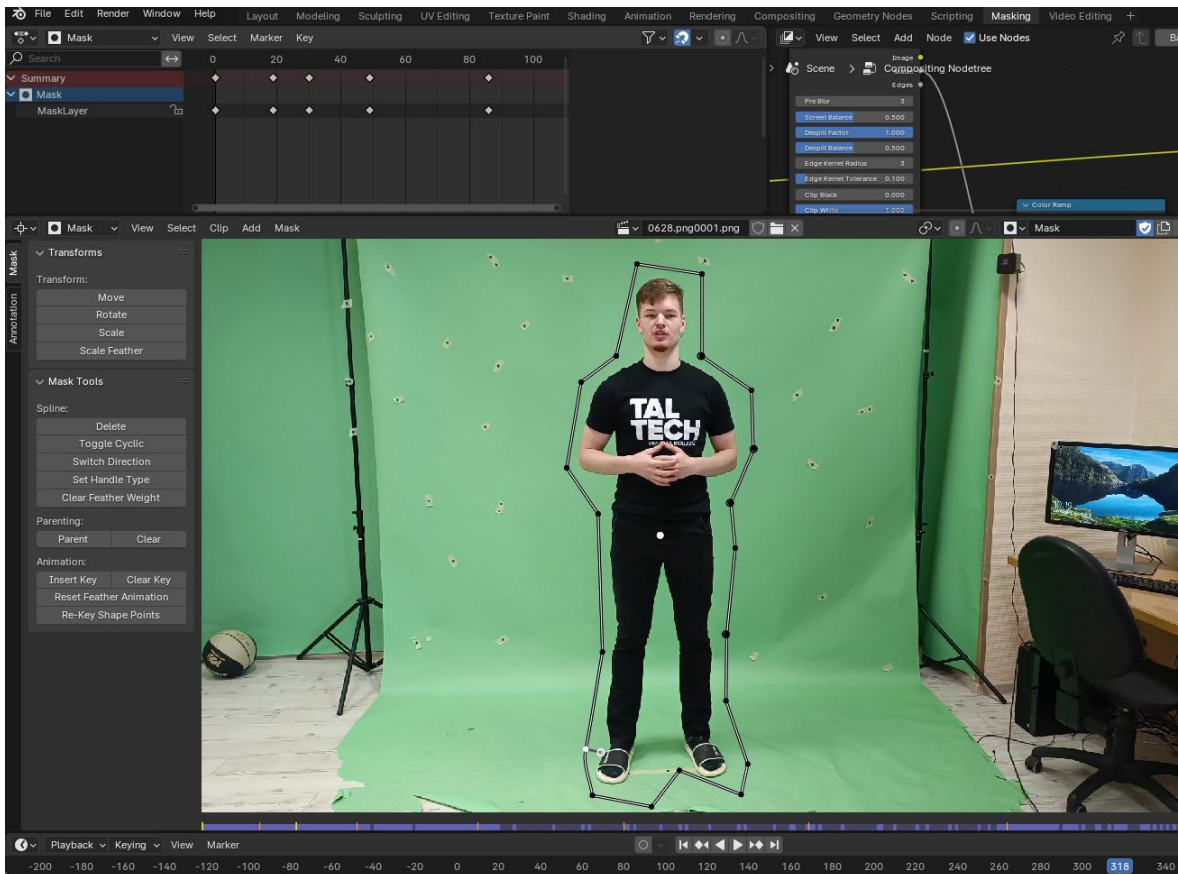 File Edit Render Window Help Layout Modeling Sculpting UV Editing Texture Paint Shading Animation Rendering Compositing Geometry Nodes Scripting Masking Video Editing +
Mask View Select Marker Key
View Select Add Node Use Nodes Ba
Search
0 20 40 60 80 100
Summary
Mask
MaskLayer
Scene > Compositing Nodetree
Image
Edges
Pre Blur 3
Screen Balance 0.500
Despill Factor 1.000
Despill Balance 0.500
Edge Kernel Radius 3
Edge Kernel Tolerance 0.100
Clip Black 0.000
Clip White 1.000
Color Ramp
Mask View Select Clip Add Mask 0628.png0001.png Mask
Mask
Annotation
Transforms
Transform:
Move
Rotate
Scale
Scale Feather
Mask Tools
Spline:
Delete
Toggle Cyclic
Switch Direction
Set Handle Type
Clear Feather Weight
Parenting:
Parent Clear
Animation:
Insert Key Clear Key
Reset Feather Animation
Re-Key Shape Points
TAL
TECH
10:19
Playback Keying View Marker
-200 -180 -160 -140 -120 -100 -80 -60 -40 -20 0 20 40 60 80 100 120 140 160 180 200 220 240 260 280 300 318 340